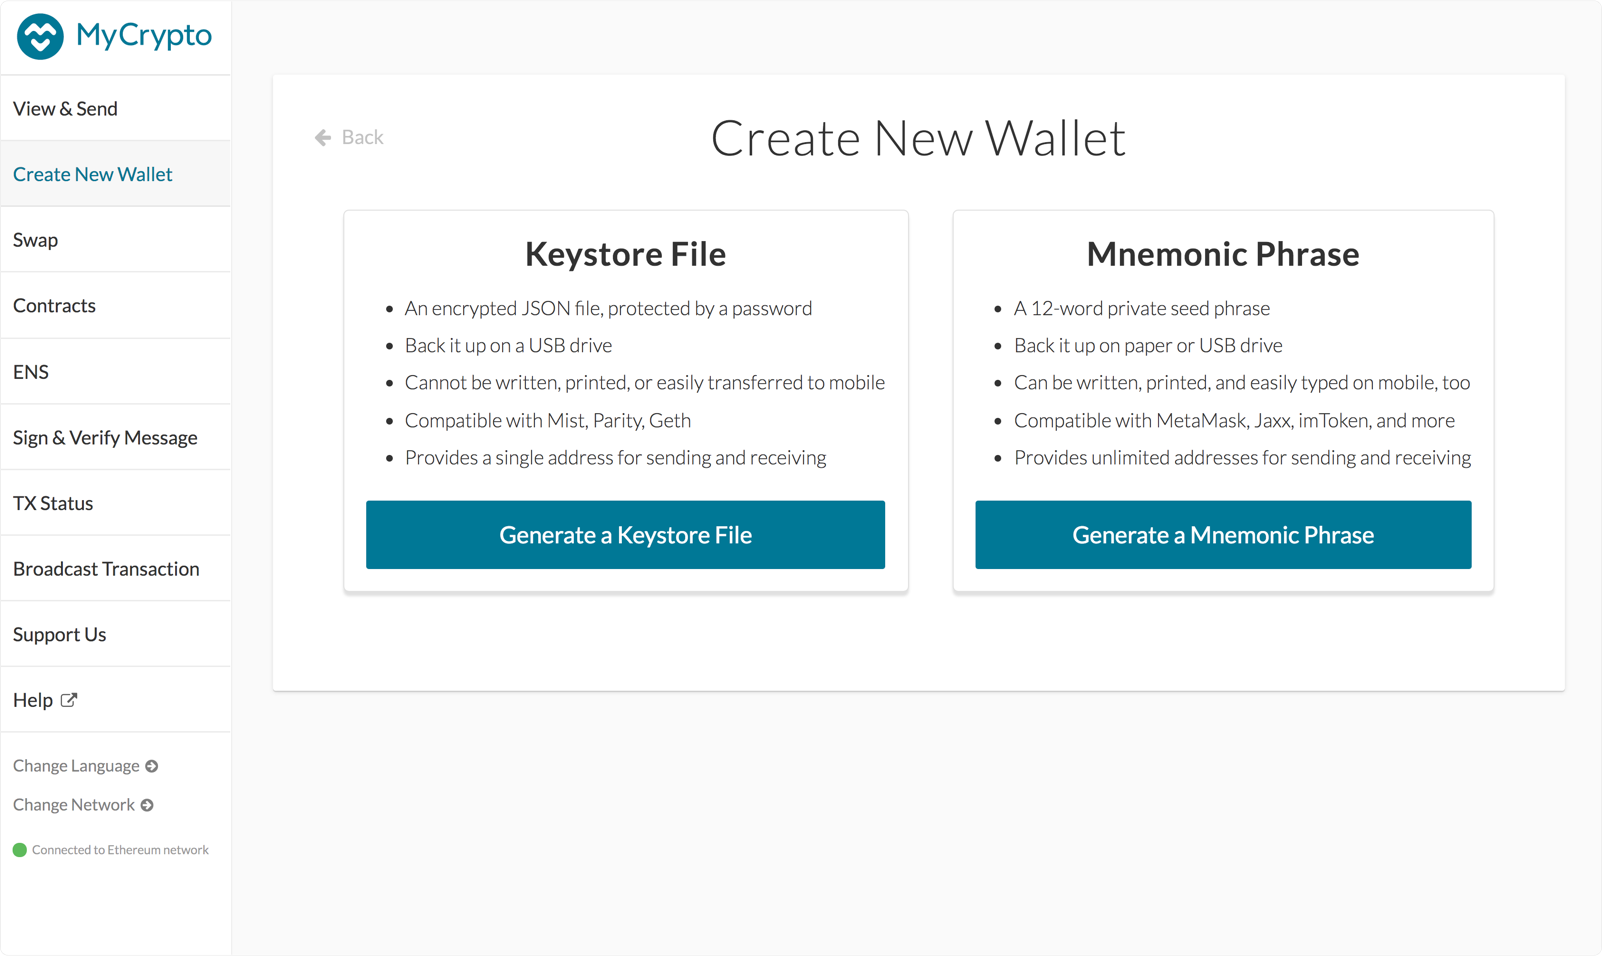 MyCrypto
View & Send
Create New Wallet
Swap
Contracts
ENS
Sign & Verify Message
TX Status
Broadcast Transaction
Support Us
Help
Change Language
Change Network
Connected to Ethereum network
Back
Create New Wallet
Keystore File
• An encrypted JSON file, protected by a password
• Back it up on a USB drive
• Cannot be written, printed, or easily transferred to mobile
• Compatible with Mist, Parity, Geth
• Provides a single address for sending and receiving
Generate a Keystore File
Mnemonic Phrase
• A 12-word private seed phrase
• Back it up on paper or USB drive
• Can be written, printed, and easily typed on mobile, too
• Compatible with MetaMask, Jaxx, imToken, and more
• Provides unlimited addresses for sending and receiving
Generate a Mnemonic Phrase